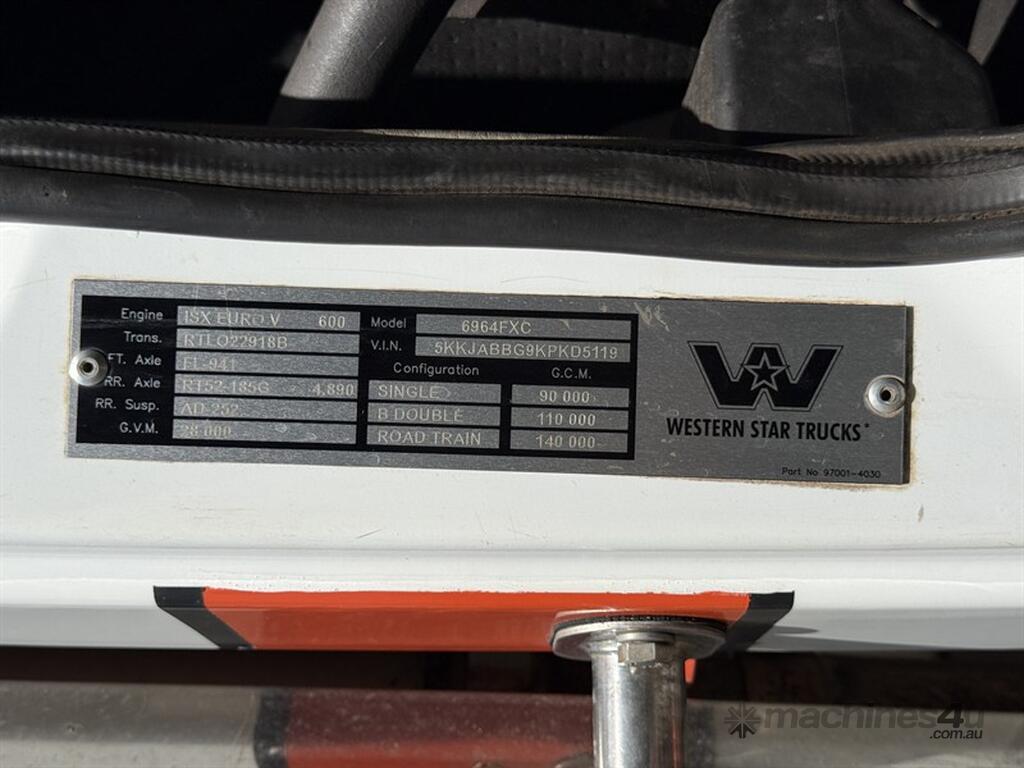 Engine ISX EURO V 600
Trans. RTLO22918B
FT. Axle FL-941
RR. Axle RT52-185G 4.890
RR. Susp. AD-252
G.V.M. 28 000
Model 6964FXC
V.I.N. 5KKJABBG9KPKD5119
Configuration G.C.M.
SINGLE 90 000
B DOUBLE 110 000
ROAD TRAIN 140 000
WESTERN STAR TRUCKS
Part No 97001-4030
machines4u
.com.au